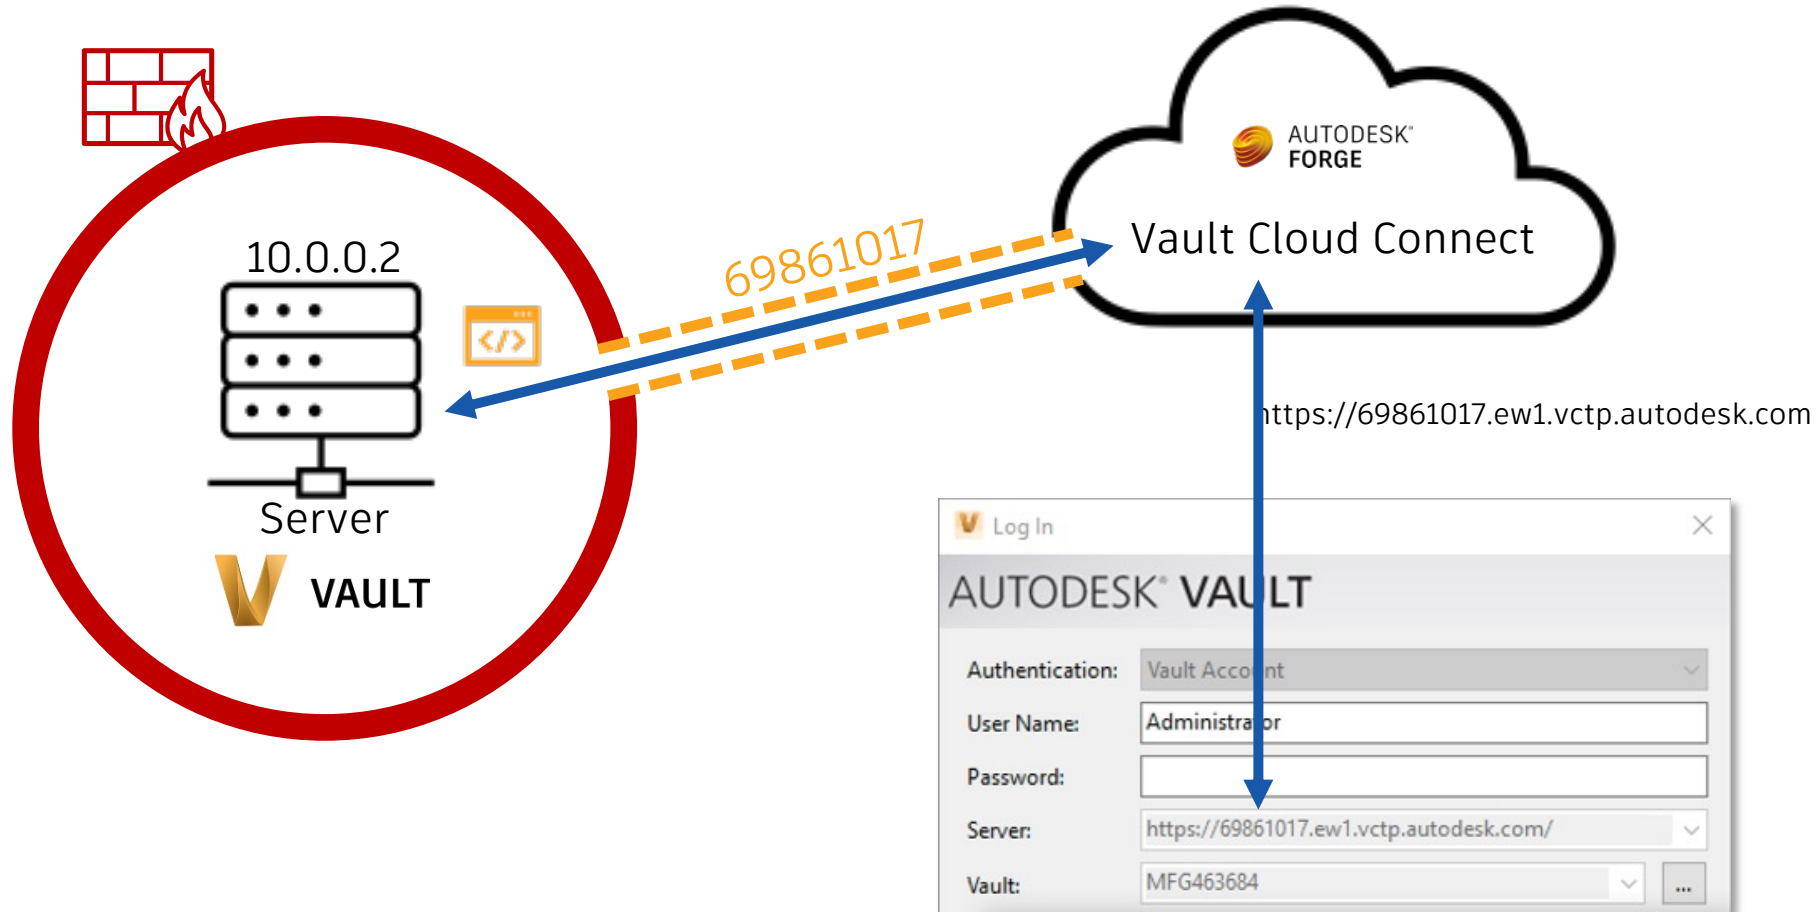 AUTODESK®
FORGE
Vault Cloud Connect
69861017
10.0.0.2
</>
Server
VAULT
https://69861017.ew1.vctp.autodesk.com
Log In
AUTODESK® VAULT
Authentication: Vault Account
User Name: Administrator
Password:
Server: https://69861017.ew1.vctp.autodesk.com/
Vault: MFG463684 ...